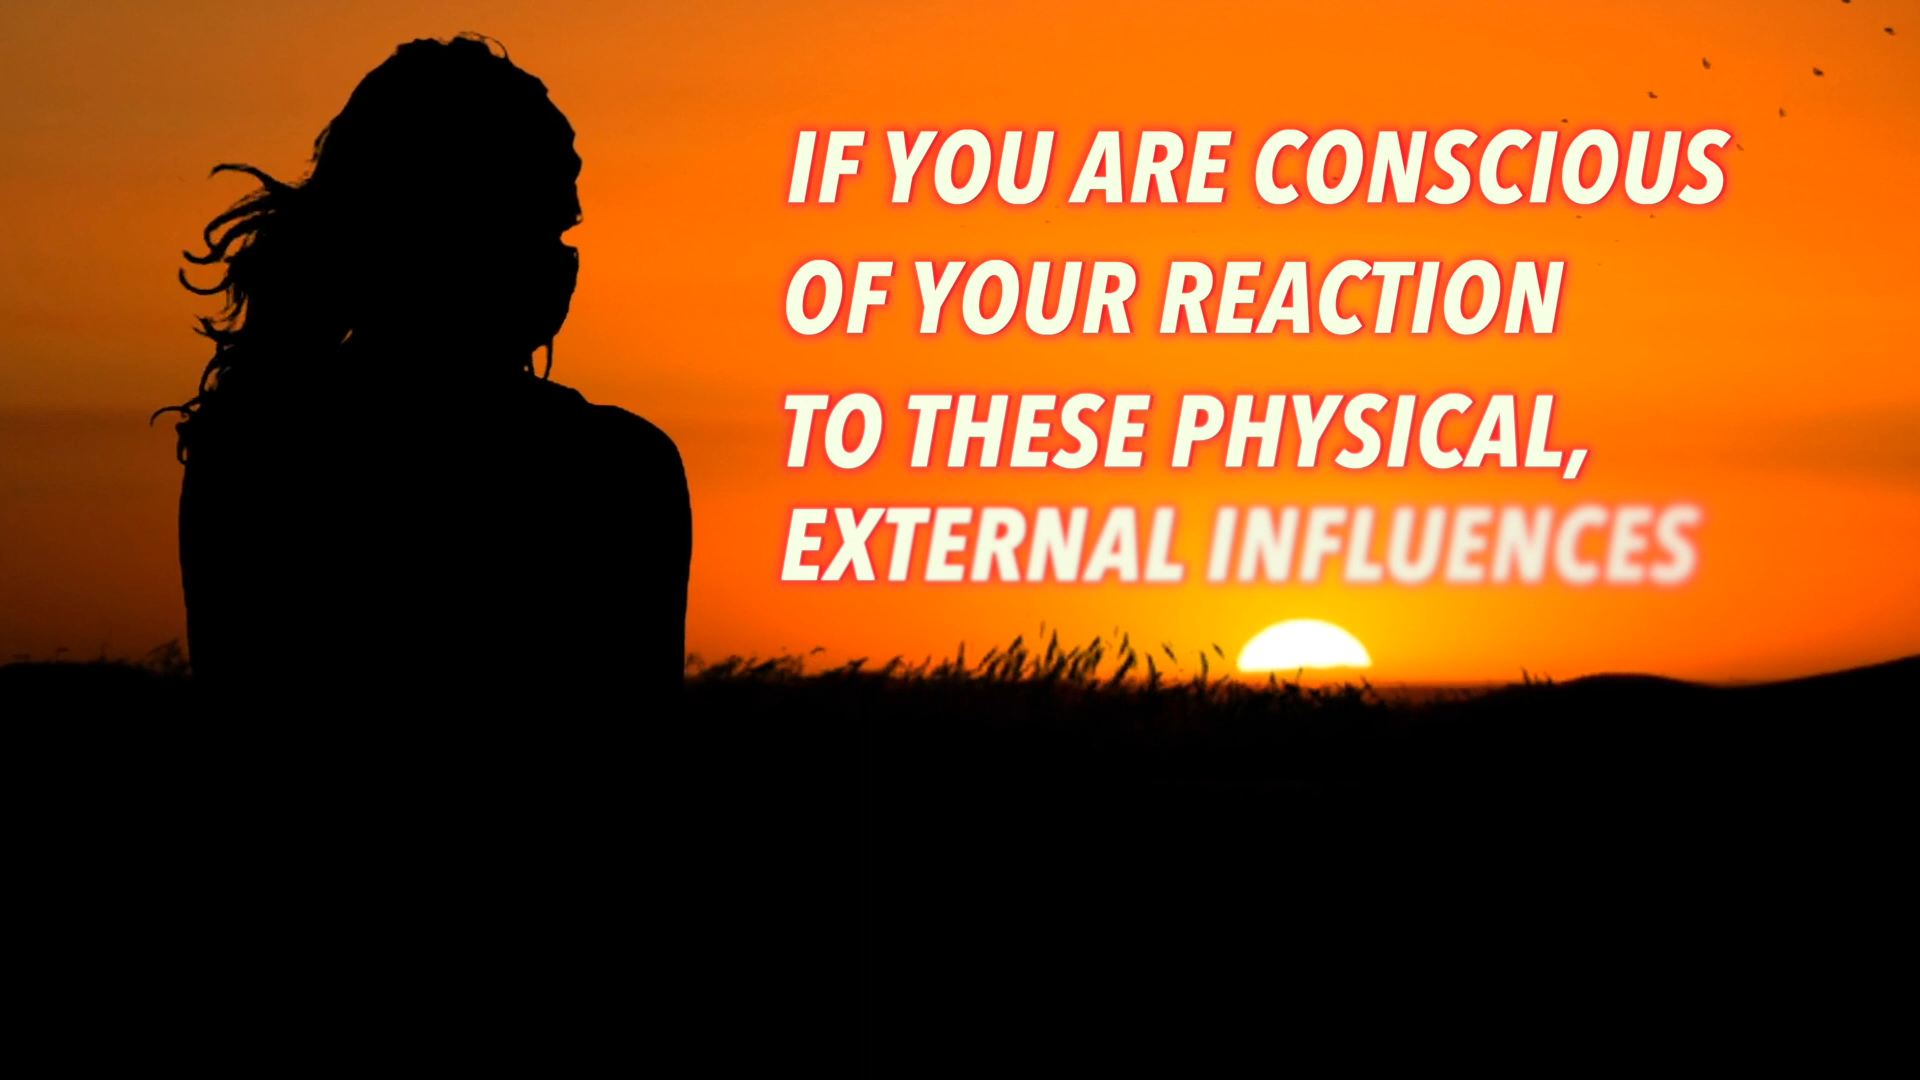 IF YOU ARE CONSCIOUS
OF YOUR REACTION
TO THESE PHYSICAL,
EXTERNAL INFLUENCES